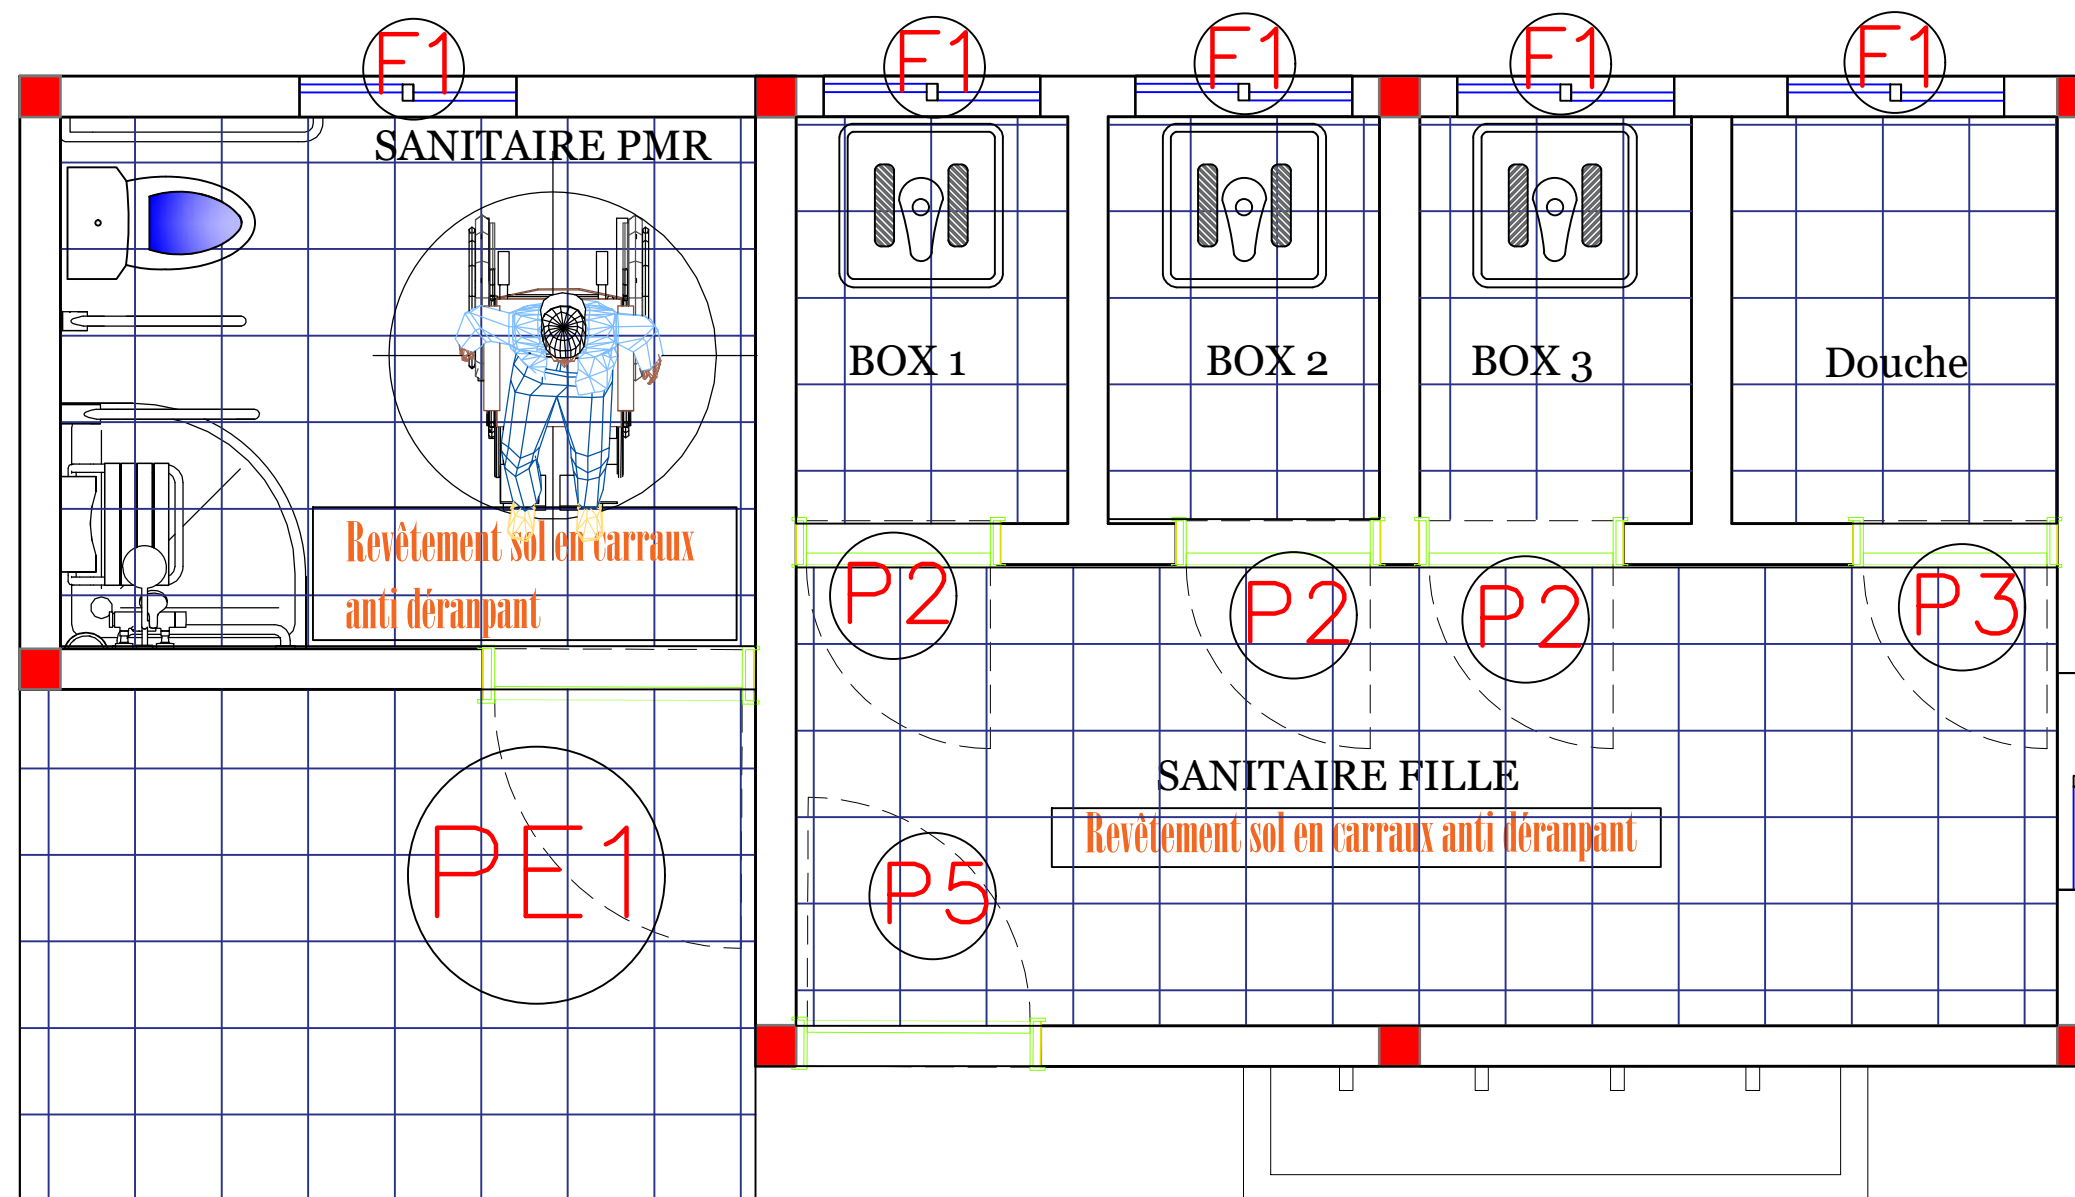 F1 F1 F1 F1 F1
SANITAIRE PMR
BOX 1 BOX 2 BOX 3 Douche
Revêtement sol en carraux
anti déranpant
P2 P2 P2 P3
SANITAIRE FILLE
Revêtement sol en carraux anti déranpant
PE1 P5